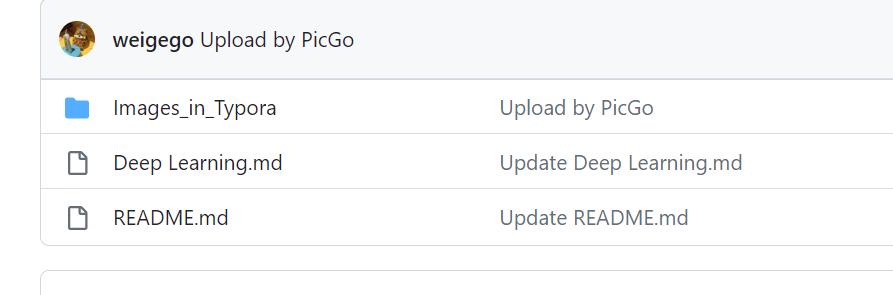 weigego Upload by PicGo
Images_in_Typora Upload by PicGo
Deep Learning.md Update Deep Learning.md
README.md Update README.md